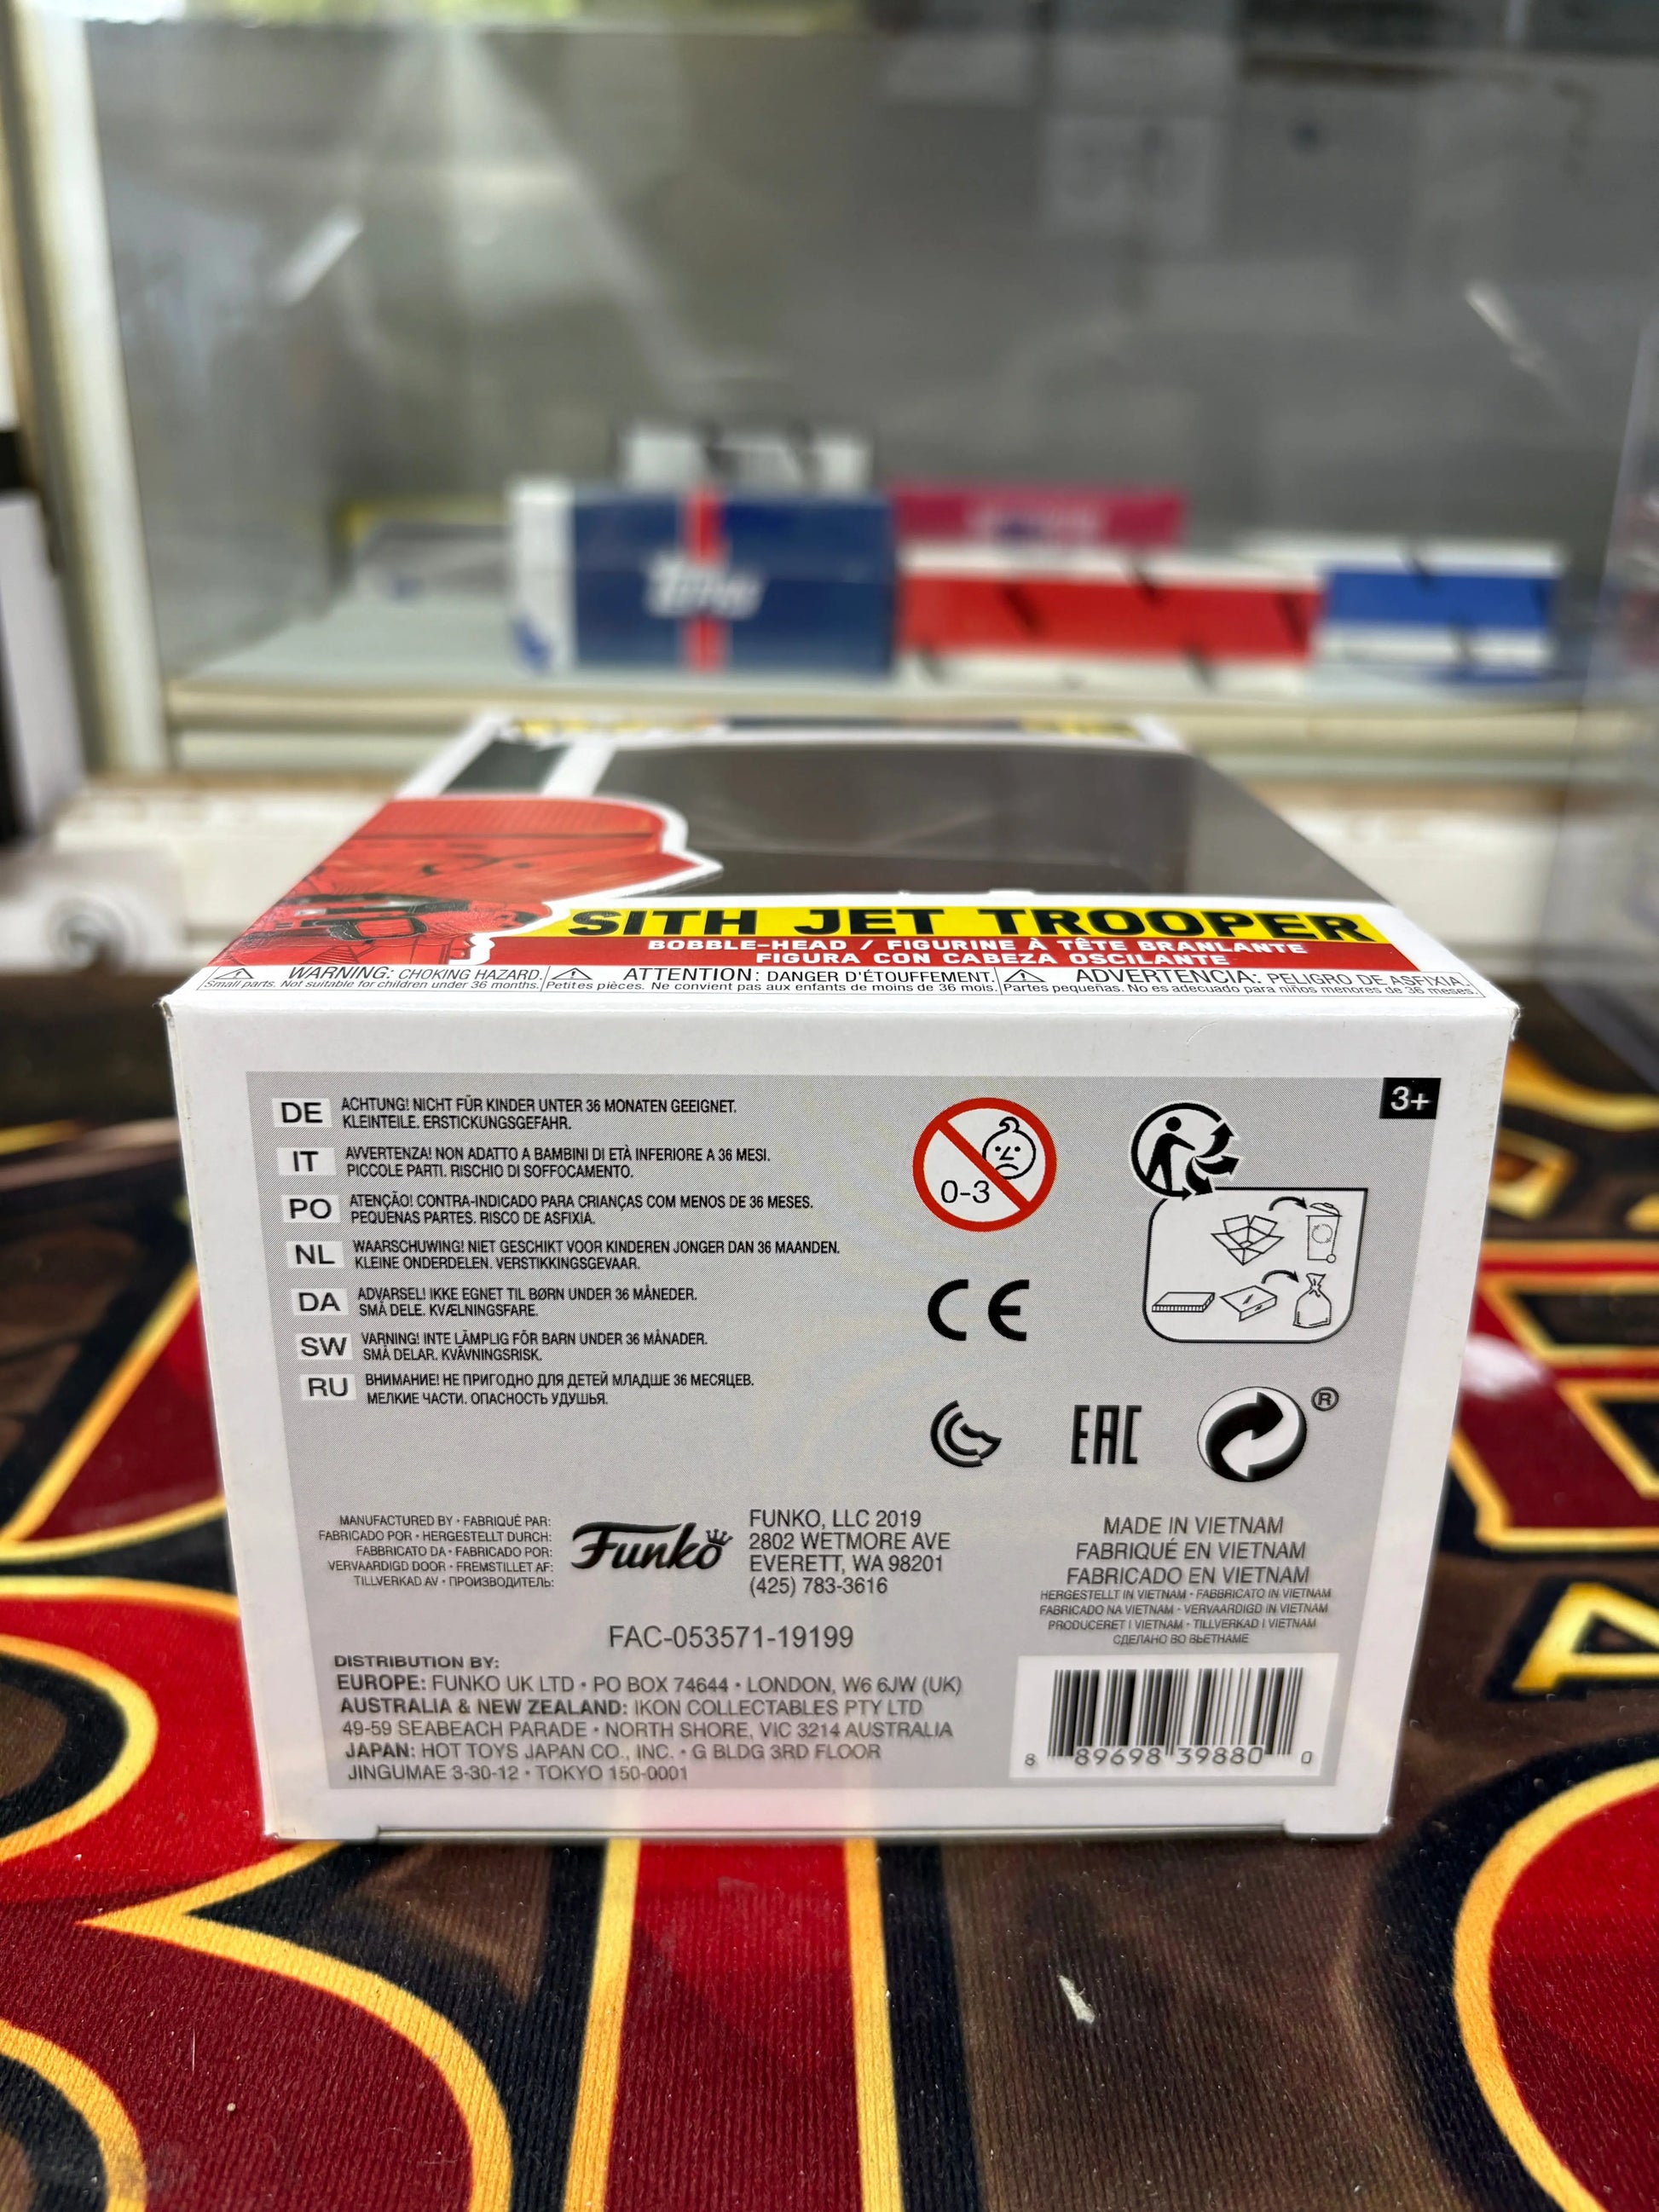 Topps
SITH JET TROOPER
BOBBLE-HEAD / FIGURINE À TÊTE BRANLANTE
FIGURA CON CABEZA OSCILANTE
WARNING: CHOKING HAZARD.
Small parts. Not suitable for children under 36 months.
ATTENTION: DANGER D'ÉTOUFFEMENT.
Petites pièces. Ne convient pas aux enfants de moins de 36 mois.
ADVERTENCIA: PELIGRO DE ASFIXIA.
Partes pequeñas. No es adecuado para niños menores de 36 meses.
3+
DE ACHTUNG! NICHT FÜR KINDER UNTER 36 MONATEN GEEIGNET.
KLEINTEILE. ERSTICKUNGSGEFAHR.
IT AVVERTENZA! NON ADATTO A BAMBINI DI ETÀ INFERIORE A 36 MESI.
PICCOLE PARTI. RISCHIO DI SOFFOCAMENTO.
PO ATENÇÃO! CONTRA-INDICADO PARA CRIANÇAS COM MENOS DE 36 MESES.
PEQUENAS PARTES. RISCO DE ASFIXIA.
NL WAARSCHUWING! NIET GESCHIKT VOOR KINDEREN JONGER DAN 36 MAANDEN.
KLEINE ONDERDELEN. VERSTIKKINGSGEVAAR.
DA ADVARSEL! IKKE EGNET TIL BØRN UNDER 36 MÅNEDER.
SMÅ DELE. KVÆLNINGSFARE.
SW VARNING! INTE LÄMPLIG FÖR BARN UNDER 36 MÅNADER.
SMÅ DELAR. KVÄVNINGSRISK.
RU ВНИМАНИЕ! НЕ ПРИГОДНО ДЛЯ ДЕТЕЙ МЛАДШЕ 36 МЕСЯЦЕВ.
МЕЛКИЕ ЧАСТИ. ОПАСНОСТЬ УДУШЬЯ.
0-3
CE
EAC
®
MANUFACTURED BY • FABRIQUÉ PAR:
FABRICADO POR • HERGESTELLT DURCH:
FABBRICATO DA • FABRICADO POR:
VERVAARDIGD DOOR • FREMSTILLET AF:
TILLVERKAD AV • ПРОИЗВОДИТЕЛЬ:
Funko
FUNKO, LLC 2019
2802 WETMORE AVE
EVERETT, WA 98201
(425) 783-3616
MADE IN VIETNAM
FABRIQUÉ EN VIETNAM
FABRICADO EN VIETNAM
HERGESTELLT IN VIETNAM • FABBRICATO IN VIETNAM
FABRICADO NA VIETNAM • VERVAARDIGD IN VIETNAM
PRODUCERET I VIETNAM • TILLVERKAD I VIETNAM
СДЕЛАНО ВО ВЬЕТНАМЕ
FAC-053571-19199
DISTRIBUTION BY:
EUROPE: FUNKO UK LTD • PO BOX 74644 • LONDON, W6 6JW (UK)
AUSTRALIA & NEW ZEALAND: IKON COLLECTABLES PTY LTD
49-59 SEABEACH PARADE • NORTH SHORE, VIC 3214 AUSTRALIA
JAPAN: HOT TOYS JAPAN CO., INC. • G BLDG 3RD FLOOR
JINGUMAE 3-30-12 • TOKYO 150-0001
8 89698 39880 0